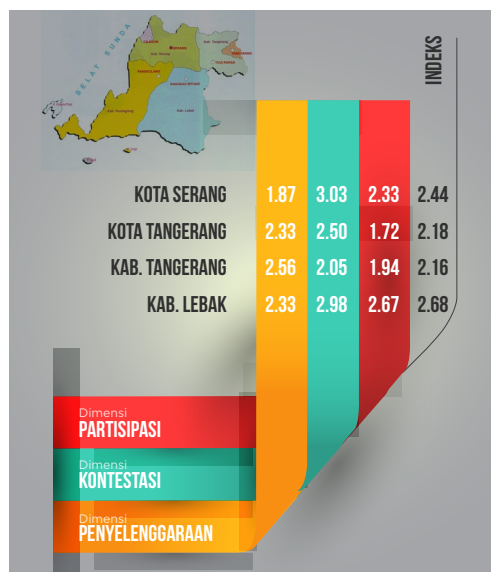 SELAT SUNDA
INDEKS
KOTA SERANG 1.87 3.03 2.33 2.44
KOTA TANGERANG 2.33 2.50 1.72 2.18
KAB. TANGERANG 2.56 2.05 1.94 2.16
KAB. LEBAK 2.33 2.98 2.67 2.68
Dimensi
PARTISIPASI
Dimensi
KONTESTASI
Dimensi
PENYELENGGARAAN